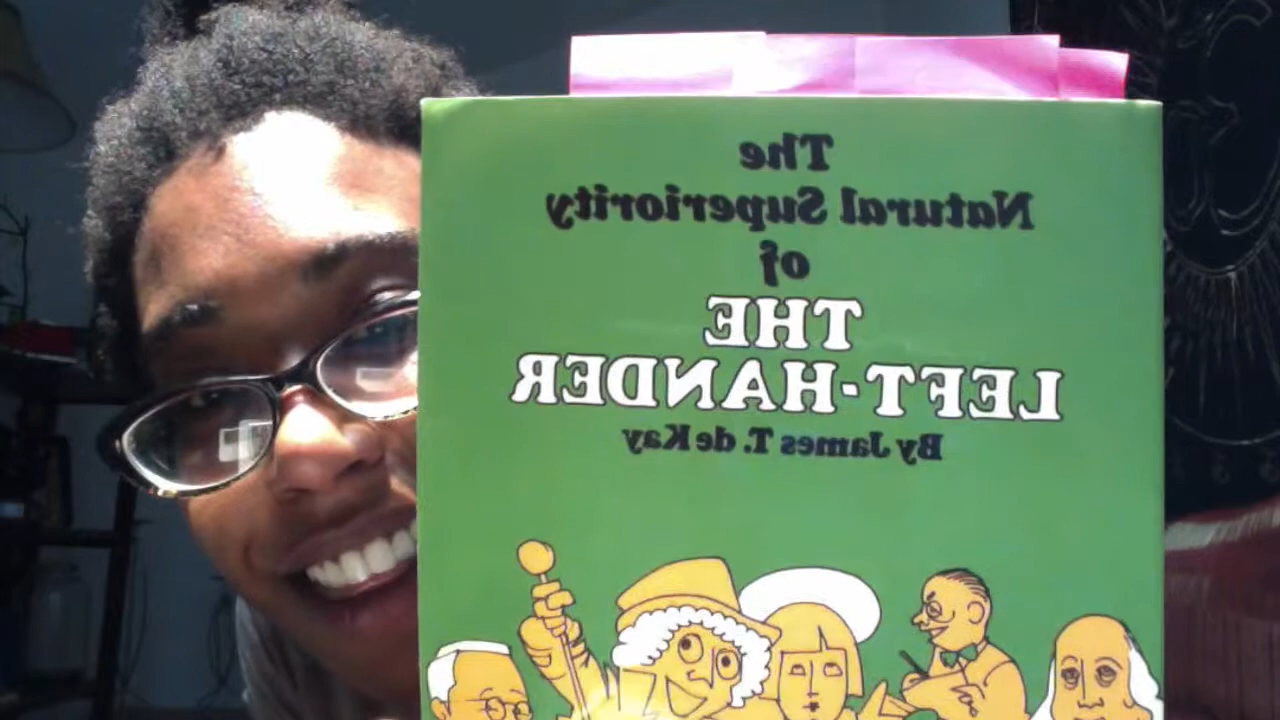 The
Natural Superiority
of
THE
LEFT-HANDER
By James T. de Kay